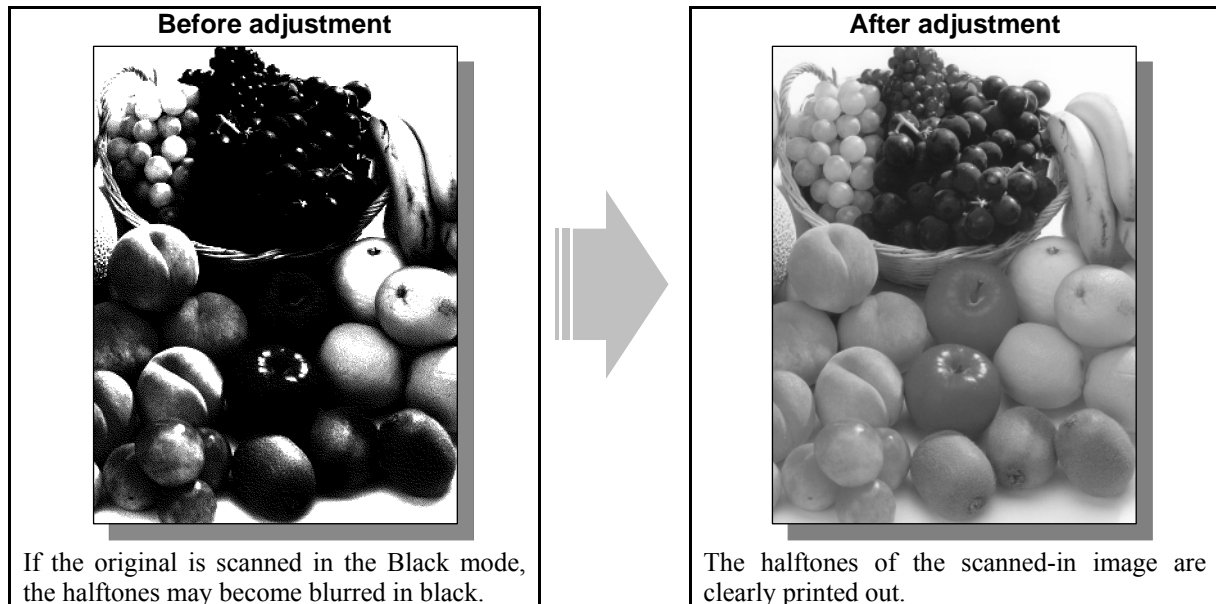 Before adjustment
If the original is scanned in the Black mode,
the halftones may become blurred in black.
After adjustment
The halftones of the scanned-in image are
clearly printed out.